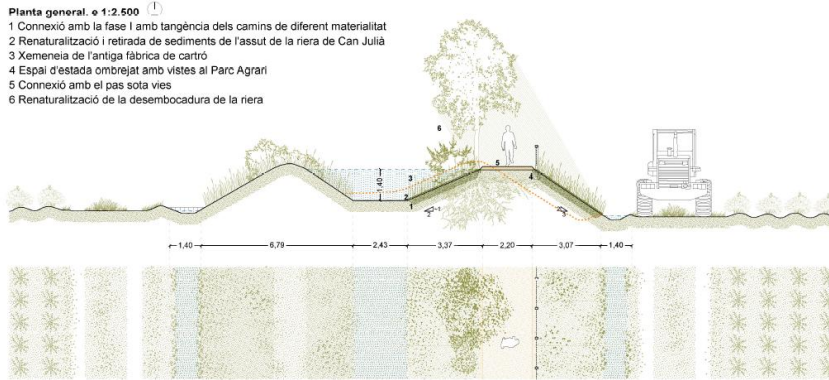 Planta general. e 1:2.500
1 Connexió amb la fase I amb tangència dels camins de diferent materialitat
2 Renaturalització i retirada de sediments de l'assut de la riera de Can Julià
3 Xemeneia de l'antiga fàbrica de cartró
4 Espai d'estada ombrejat amb vistes al Parc Agrari
5 Connexió amb el pas sota vies
6 Renaturalització de la desembocadura de la riera
6
5
3
1,40
4
2
1
1,40 6,79 2,43 3,37 2,20 3,07 1,40